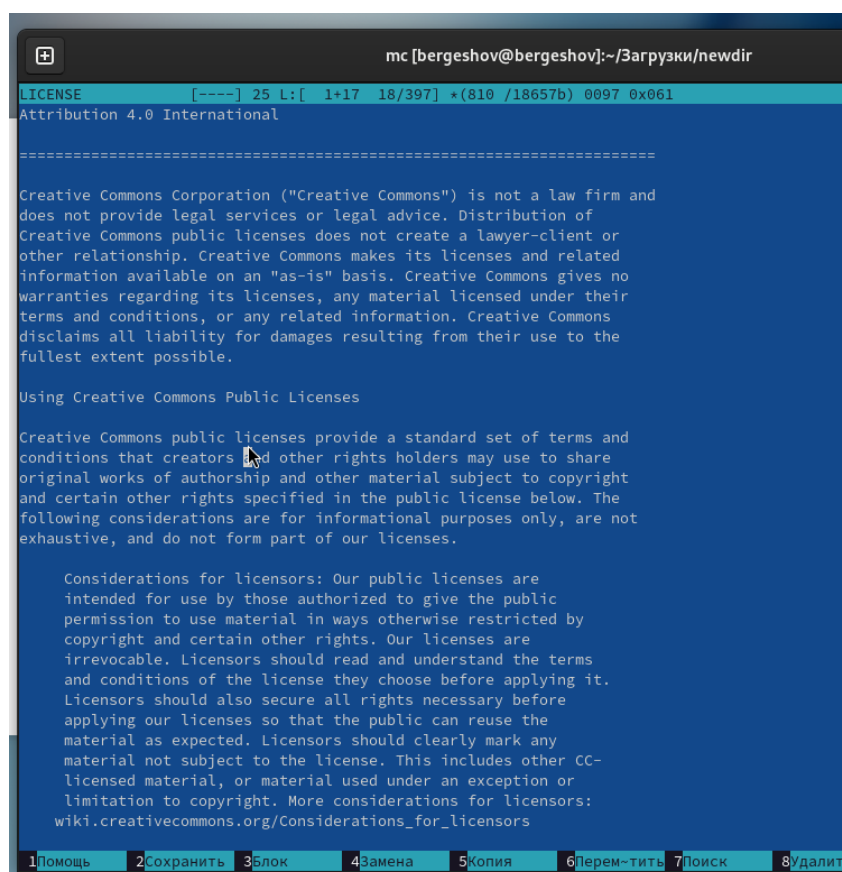 mc [bergeshov@bergeshov]:~/Загрузки/newdir
LICENSE [----] 25 L:[ 1+17 18/397] *(810 /18657b) 0097 0x061
Attribution 4.0 International
=======================================================================
Creative Commons Corporation ("Creative Commons") is not a law firm and
does not provide legal services or legal advice. Distribution of
Creative Commons public licenses does not create a lawyer-client or
other relationship. Creative Commons makes its licenses and related
information available on an "as-is" basis. Creative Commons gives no
warranties regarding its licenses, any material licensed under their
terms and conditions, or any related information. Creative Commons
disclaims all liability for damages resulting from their use to the
fullest extent possible.
Using Creative Commons Public Licenses
Creative Commons public licenses provide a standard set of terms and
conditions that creators and other rights holders may use to share
original works of authorship and other material subject to copyright
and certain other rights specified in the public license below. The
following considerations are for informational purposes only, are not
exhaustive, and do not form part of our licenses.
Considerations for licensors: Our public licenses are
intended for use by those authorized to give the public
permission to use material in ways otherwise restricted by
copyright and certain other rights. Our licenses are
irrevocable. Licensors should read and understand the terms
and conditions of the license they choose before applying it.
Licensors should also secure all rights necessary before
applying our licenses so that the public can reuse the
material as expected. Licensors should clearly mark any
material not subject to the license. This includes other CC-
licensed material, or material used under an exception or
limitation to copyright. More considerations for licensors:
wiki.creativecommons.org/Considerations_for_licensors
1Помощь 2Сохранить 3Блок 4Замена 5Копия 6Перем~тить 7Поиск 8Удалит